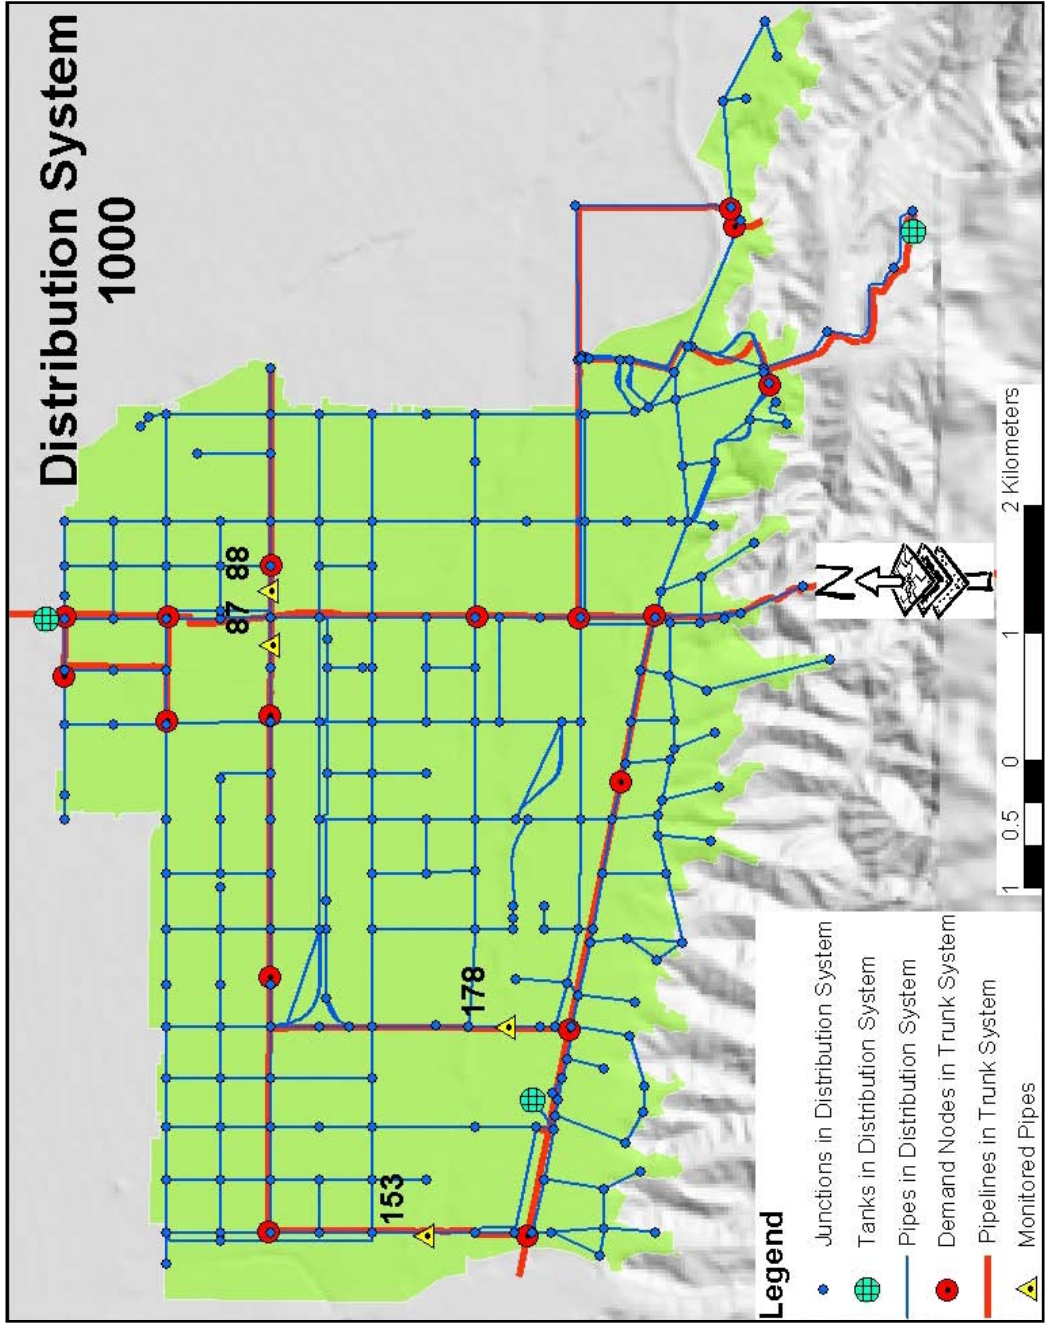 Distribution System
1000
87
88
178
153
N
1
0.5
0
1
2 Kilometers
Legend
Junctions in Distribution System
Tanks in Distribution System
Pipes in Distribution System
Demand Nodes in Trunk System
Pipelines in Trunk System
Monitored Pipes